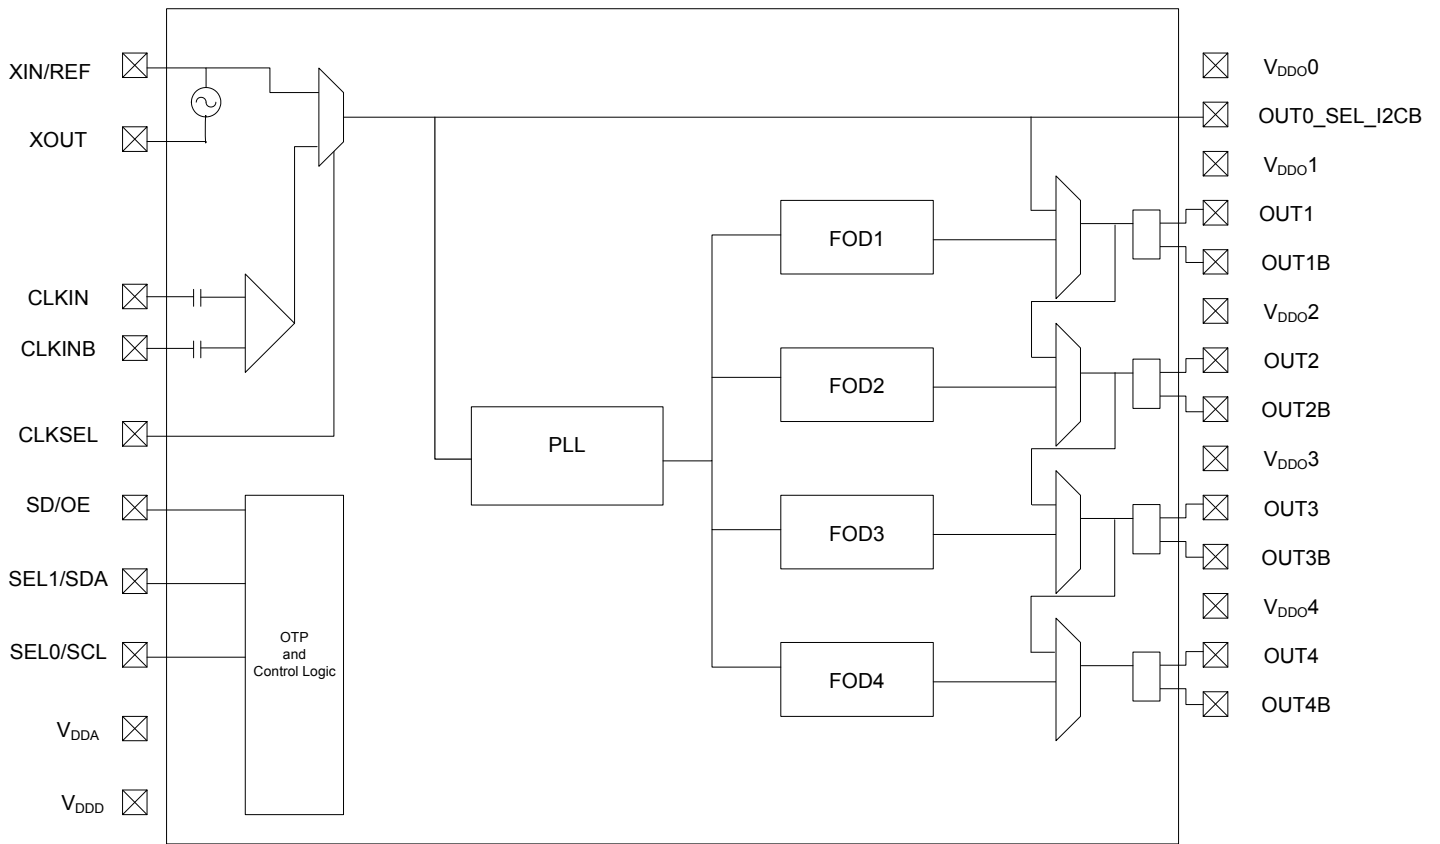 XIN/REF
XOUT
CLKIN
CLKINB
CLKSEL
SD/OE
SEL1/SDA
SEL0/SCL
VDDA
VDDD
OTP
and
Control Logic
PLL
FOD1
FOD2
FOD3
FOD4
VDDO0
OUT0_SEL_I2CB
VDDO1
OUT1
OUT1B
VDDO2
OUT2
OUT2B
VDDO3
OUT3
OUT3B
VDDO4
OUT4
OUT4B